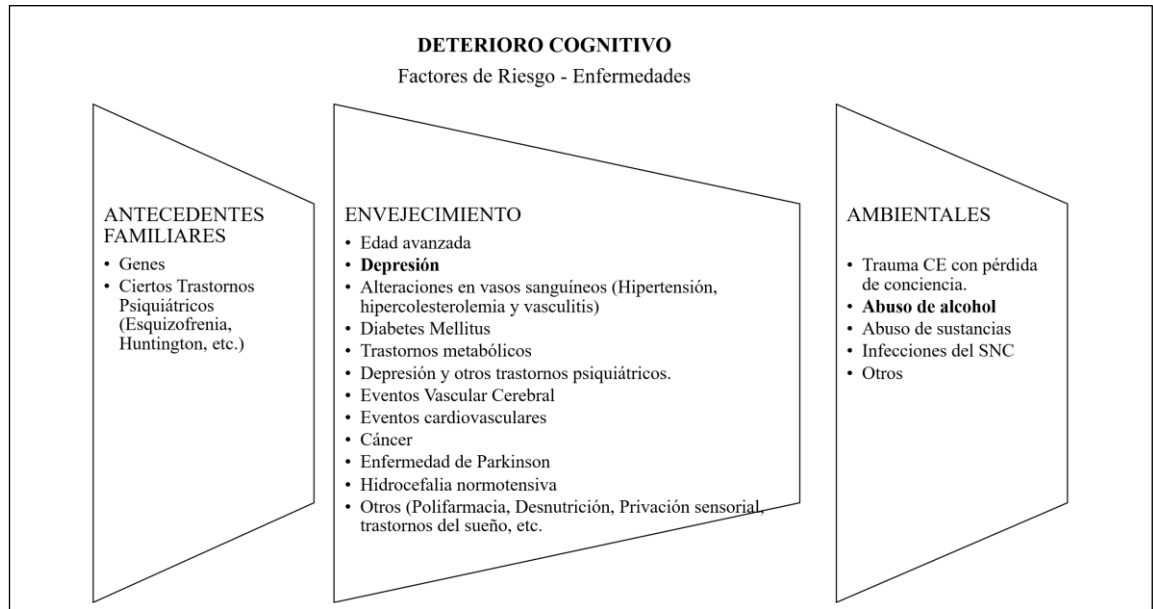 DETERIORO COGNITIVO
Factores de Riesgo - Enfermedades
ANTECEDENTES
FAMILIARES
• Genes
• Ciertos Trastornos
Psiquiátricos
(Esquizofrenia,
Huntington, etc.)
ENVEJECIMIENTO
• Edad avanzada
• Depresión
• Alteraciones en vasos sanguíneos (Hipertensión,
hipercolesterolemia y vasculitis)
• Diabetes Mellitus
• Trastornos metabólicos
• Depresión y otros trastornos psiquiátricos.
• Eventos Vascular Cerebral
• Eventos cardiovasculares
• Cáncer
• Enfermedad de Parkinson
• Hidrocefalia normotensiva
• Otros (Polifarmacia, Desnutrición, Privación sensorial,
trastornos del sueño, etc.
AMBIENTALES
• Trauma CE con pérdida
de conciencia.
• Abuso de alcohol
• Abuso de sustancias
• Infecciones del SNC
• Otros